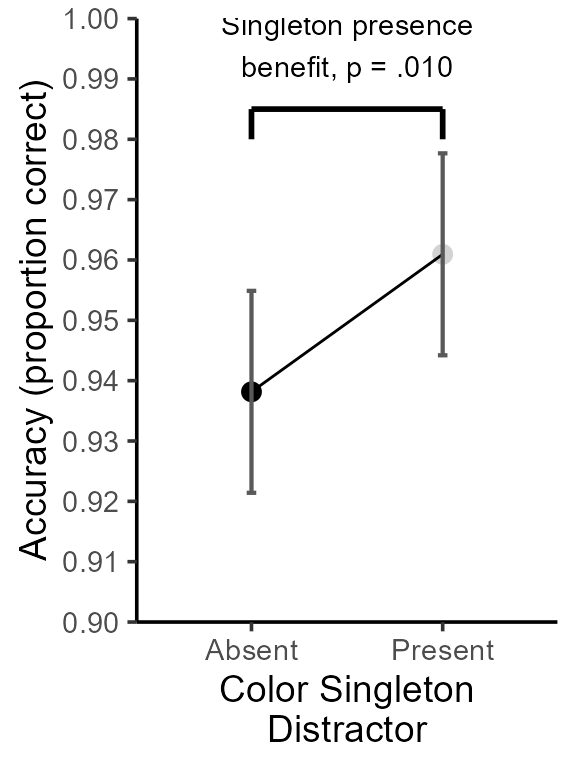 Singleton presence
benefit, p = .010
1.00
0.99
0.98
0.97
0.96
0.95
0.94
0.93
0.92
0.91
0.90
Accuracy (proportion correct)
Absent
Present
Color Singleton
Distractor